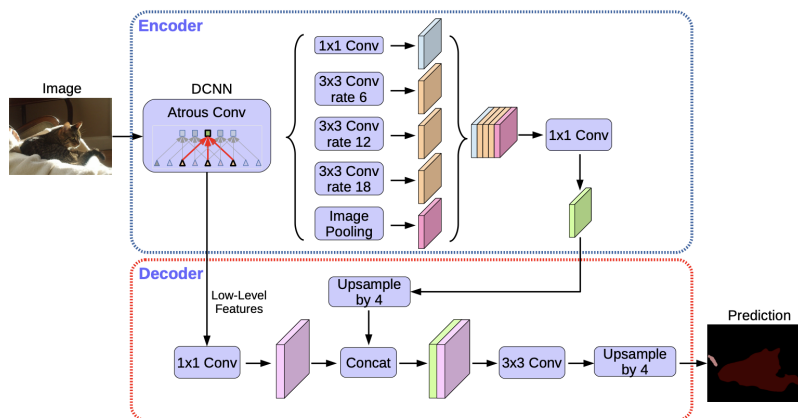 Encoder
Image
DCNN
Atrous Conv
1x1 Conv
3x3 Conv
rate 6
3x3 Conv
rate 12
3x3 Conv
rate 18
Image
Pooling
1x1 Conv
Decoder
Low-Level
Features
Upsample
by 4
1x1 Conv
Concat
3x3 Conv
Upsample
by 4
Prediction